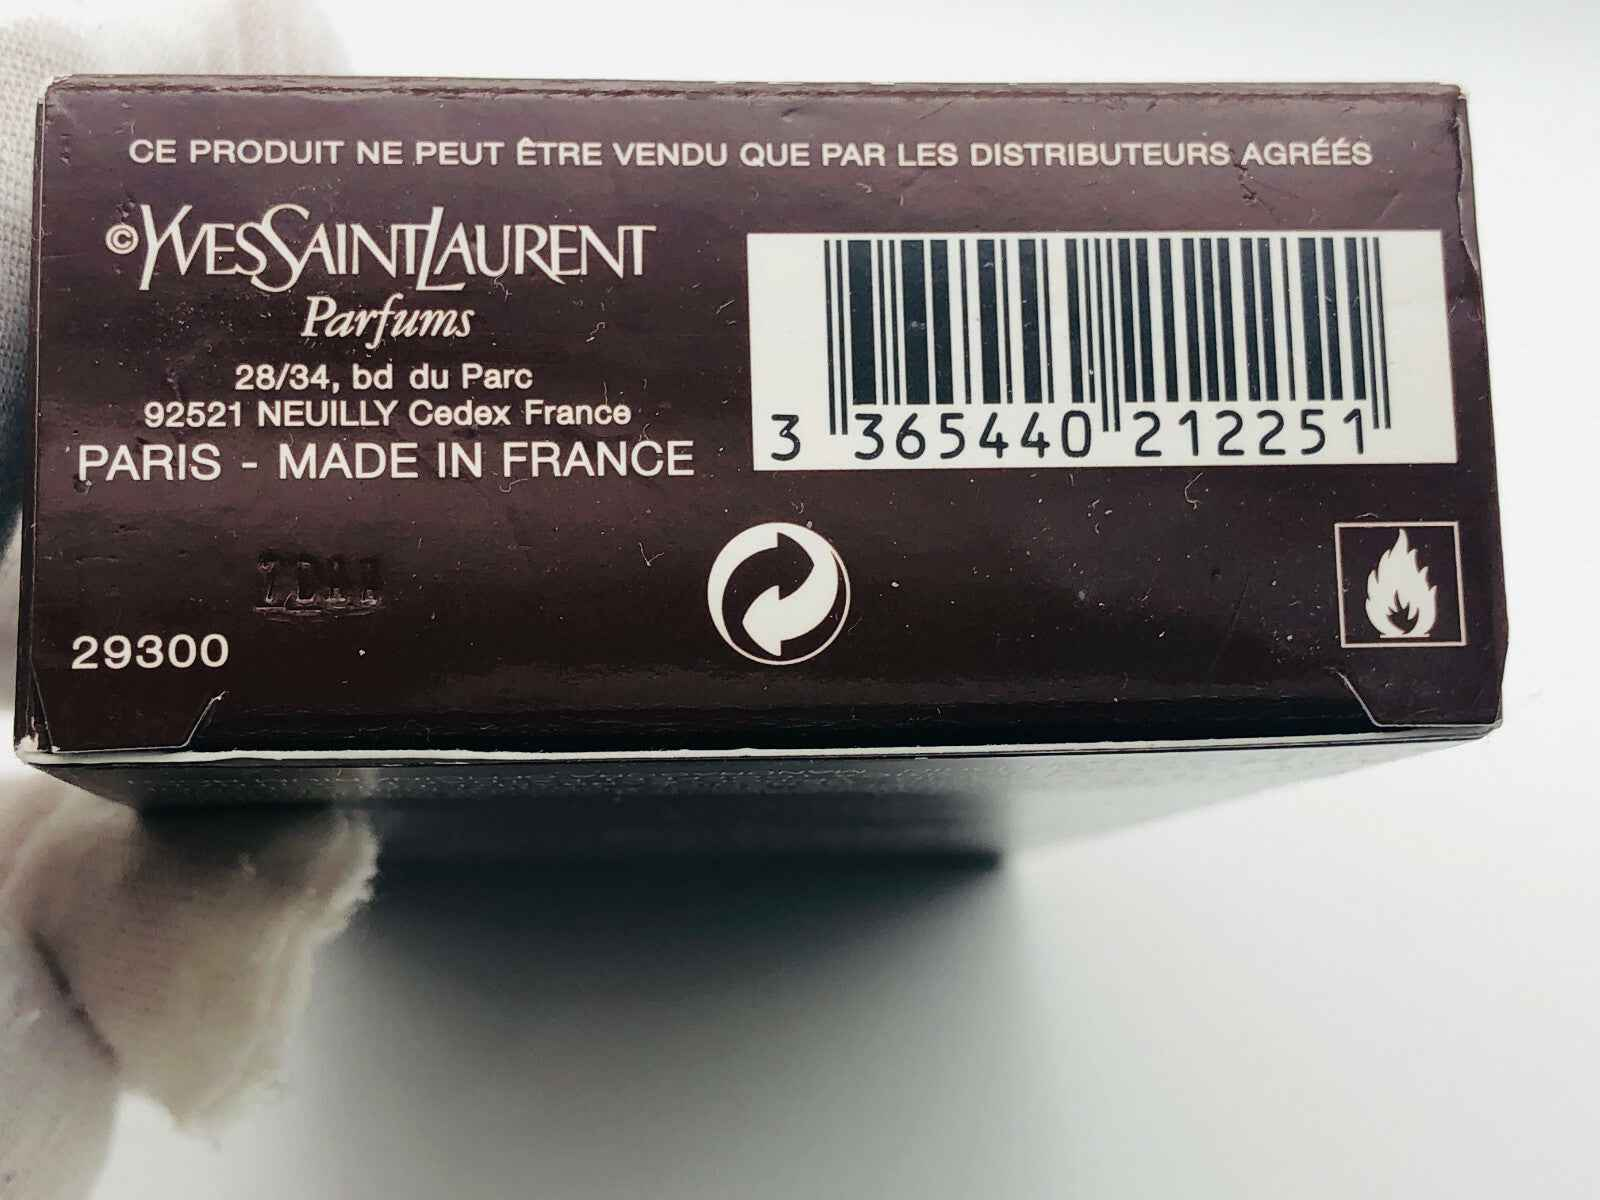 CE PRODUIT NE PEUT ÊTRE VENDU QUE PAR LES DISTRIBUTEURS AGRÉÉS
©YVESSAINTLAURENT
Parfums
28/34, bd du Parc
92521 NEUILLY Cedex France
PARIS - MADE IN FRANCE
3 365440 212251
29300